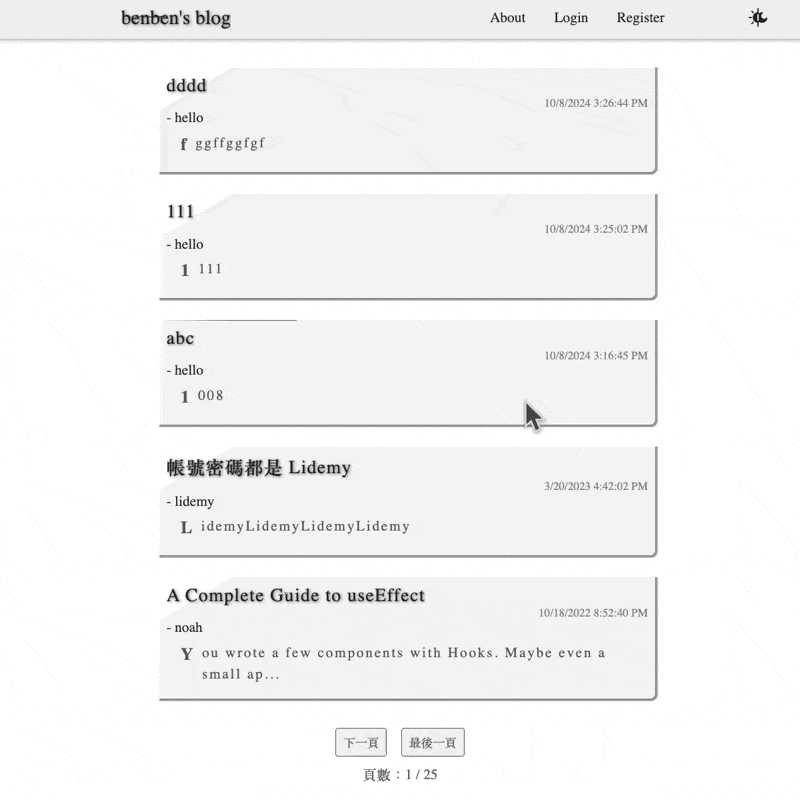 benben's blog
About Login Register
dddd
10/8/2024 3:26:44 PM
- hello
f ggffggfgf
111
10/8/2024 3:25:02 PM
- hello
1 111
abc
10/8/2024 3:16:45 PM
- hello
1 008
帳號密碼都是 Lidemy
3/20/2023 4:42:02 PM
- lidemy
L idemyLidemyLidemyLidemy
A Complete Guide to useEffect
10/18/2022 8:52:40 PM
- noah
You wrote a few components with Hooks. Maybe even a
small ap...
下一頁 最後一頁
頁數：1 / 25